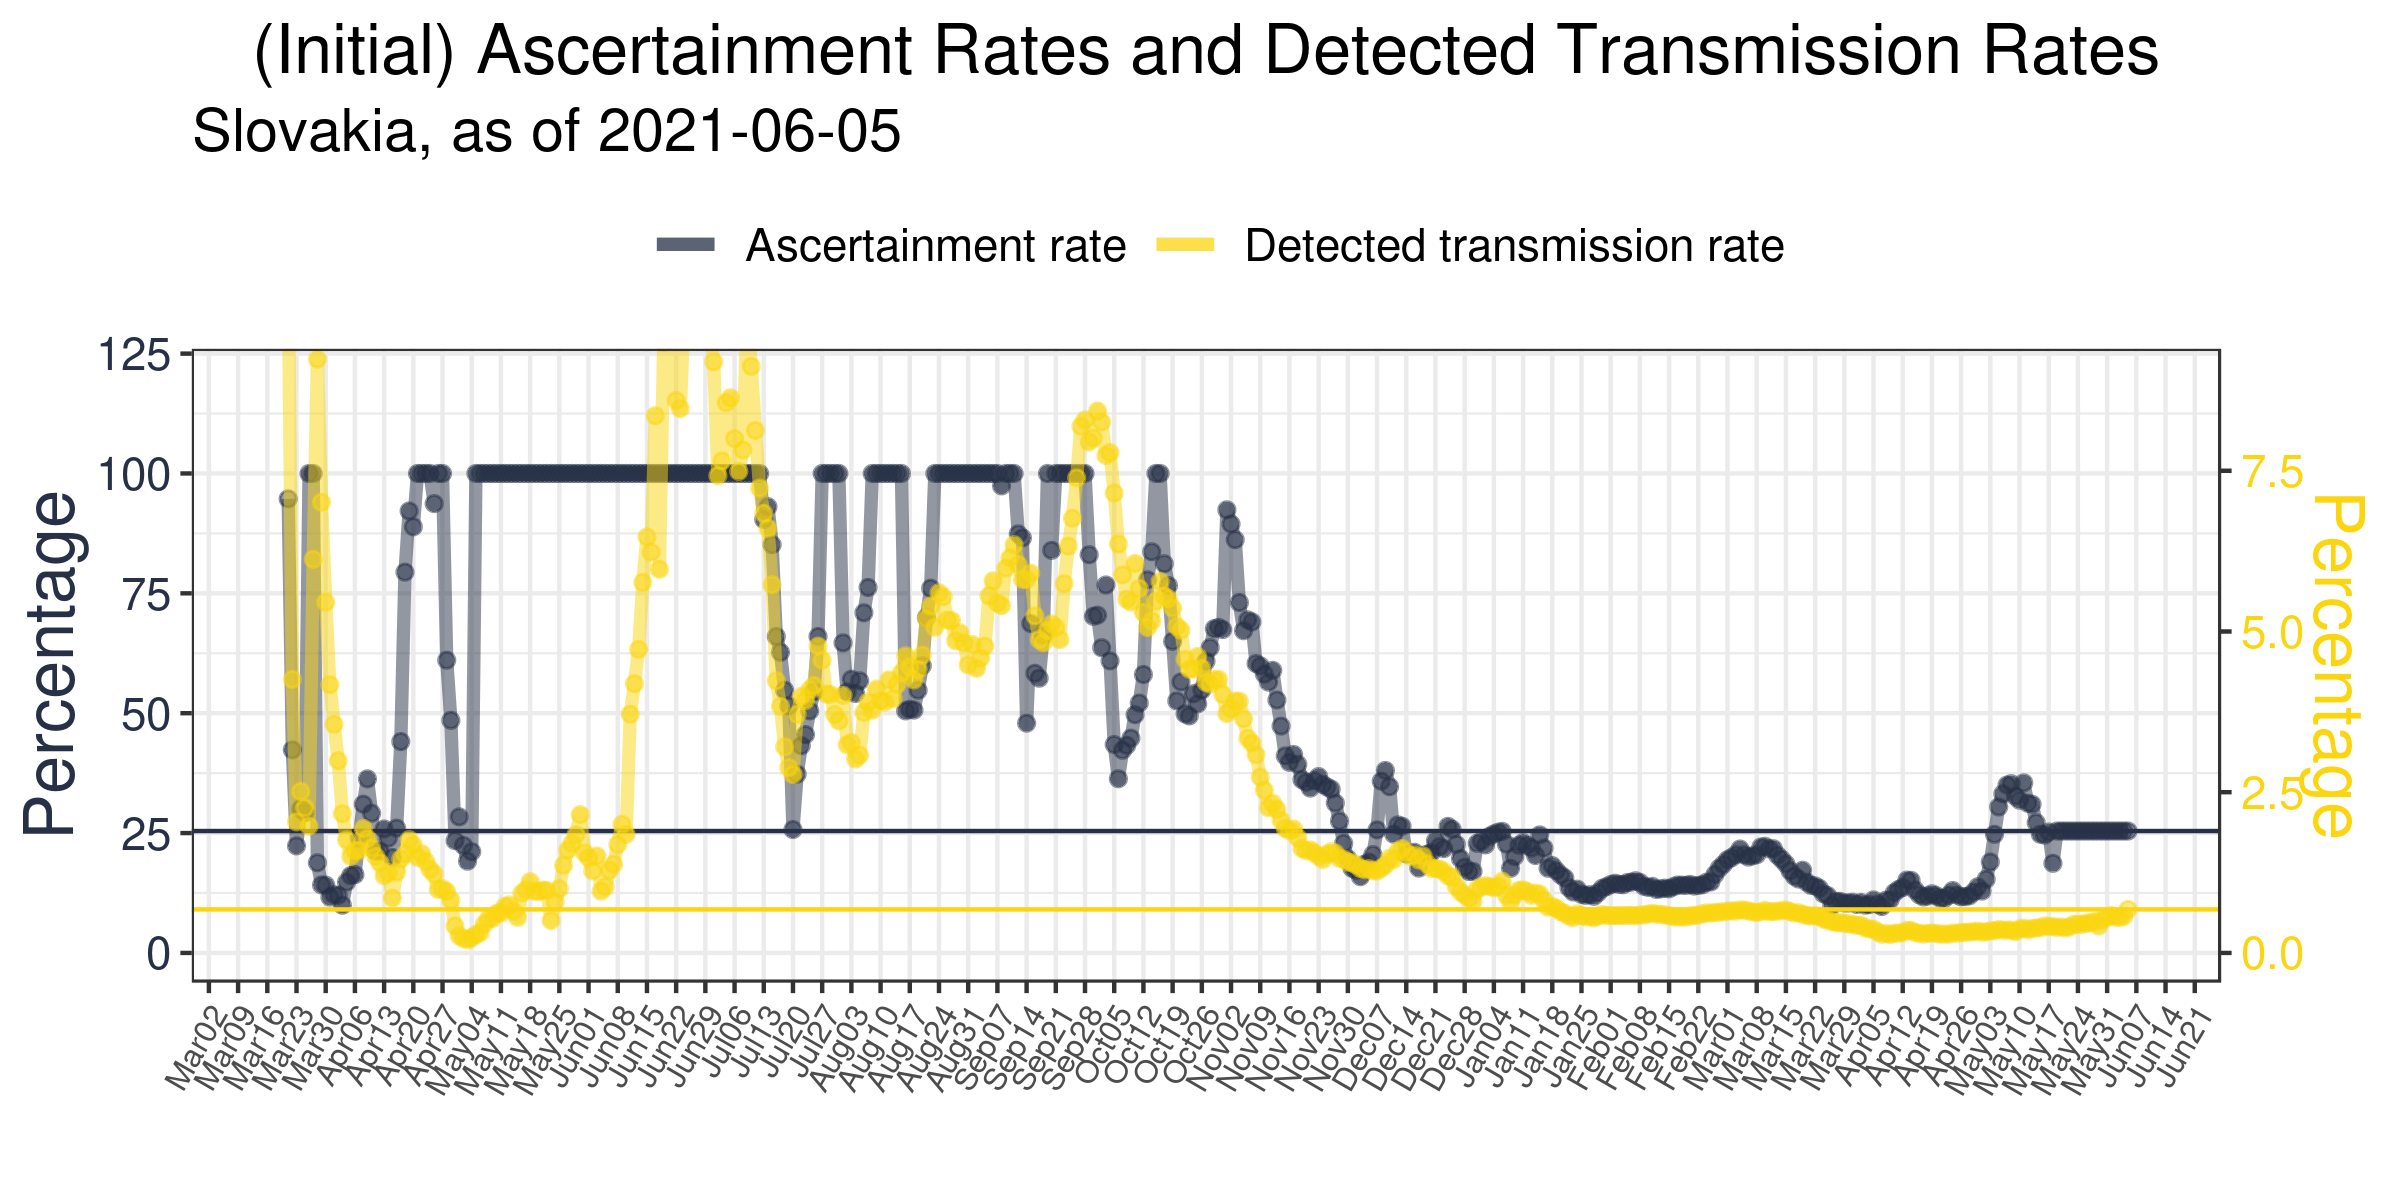 (Initial) Ascertainment Rates and Detected Transmission Rates
Slovakia, as of 2021-06-05
Ascertainment rate
Detected transmission rate
Percentage
125
100
75
50
25
0
7.5
5.0
2.5
0.0
Percentage
Mar02
Mar09
Mar16
Mar23
Mar30
Apr06
Apr13
Apr20
Apr27
May04
May11
May18
May25
Jun01
Jun08
Jun15
Jun22
Jun29
Jul06
Jul13
Jul20
Jul27
Aug03
Aug10
Aug17
Aug24
Aug31
Sep07
Sep14
Sep21
Sep28
Oct05
Oct12
Oct19
Oct26
Nov02
Nov09
Nov16
Nov23
Nov30
Dec07
Dec14
Dec21
Dec28
Jan04
Jan11
Jan18
Jan25
Feb01
Feb08
Feb15
Feb22
Mar01
Mar08
Mar15
Mar22
Mar29
Apr05
Apr12
Apr19
Apr26
May03
May10
May17
May24
May31
Jun07
Jun14
Jun21